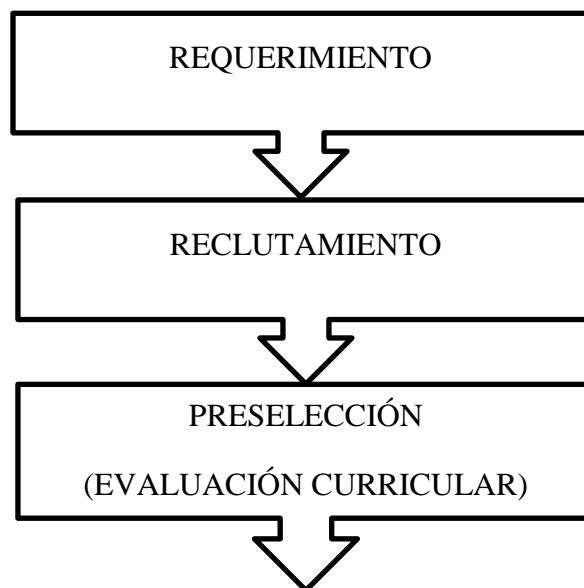 REQUERIMIENTO
RECLUTAMIENTO
PRESELECCIÓN
(EVALUACIÓN CURRICULAR)